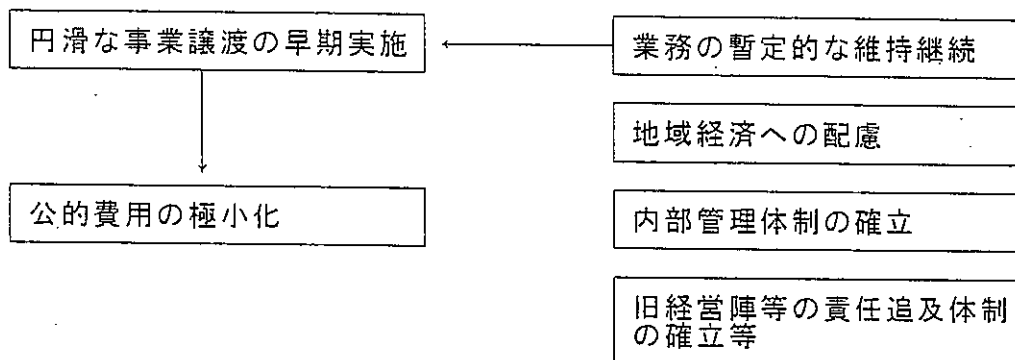 円滑な事業譲渡の早期実施
業務の暫定的な維持継続
地域経済への配慮
公的費用の極小化
内部管理体制の確立
旧経営陣等の責任追及体制
の確立等